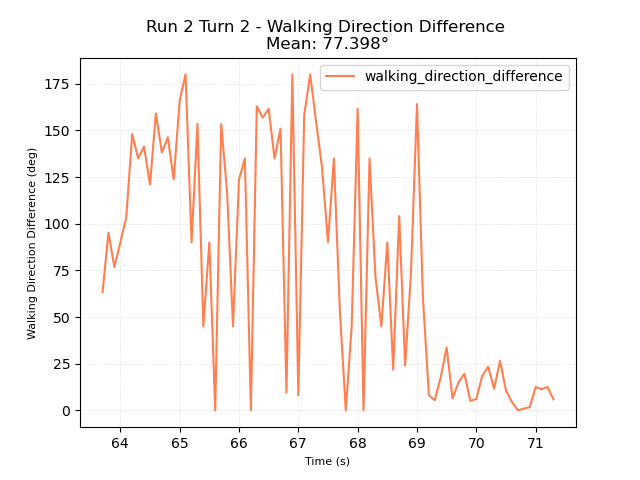 Run 2 Turn 2 - Walking Direction Difference
Mean: 77.398°
walking_direction_difference
Walking Direction Difference (deg)
175
150
125
100
75
50
25
0
64 65 66 67 68 69 70 71
Time (s)